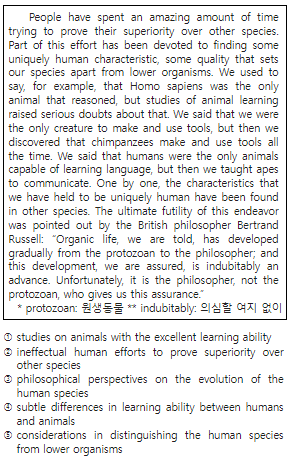 People have spent an amazing amount of time
trying to prove their superiority over other species.
Part of this effort has been devoted to finding some
uniquely human characteristic, some quality that sets
our species apart from lower organisms. We used to
say, for example, that Homo sapiens was the only
animal that reasoned, but studies of animal learning
raised serious doubts about that. We said that we were
the only creature to make and use tools, but then we
discovered that chimpanzees make and use tools all
the time. We said that humans were the only animals
capable of learning language, but then we taught apes
to communicate. One by one, the characteristics that
we have held to be uniquely human have been found
in other species. The ultimate futility of this endeavor
was pointed out by the British philosopher Bertrand
Russell: “Organic life, we are told, has developed
gradually from the protozoan to the philosopher; and
this development, we are assured, is indubitably an
advance. Unfortunately, it is the philosopher, not the
protozoan, who gives us this assurance.”
* protozoan: 원생동물 ** indubitably: 의심할 여지 없이
① studies on animals with the excellent learning ability
② ineffectual human efforts to prove superiority over
other species
③ philosophical perspectives on the evolution of the
human species
④ subtle differences in learning ability between humans
and animals
⑤ considerations in distinguishing the human species
from lower organisms